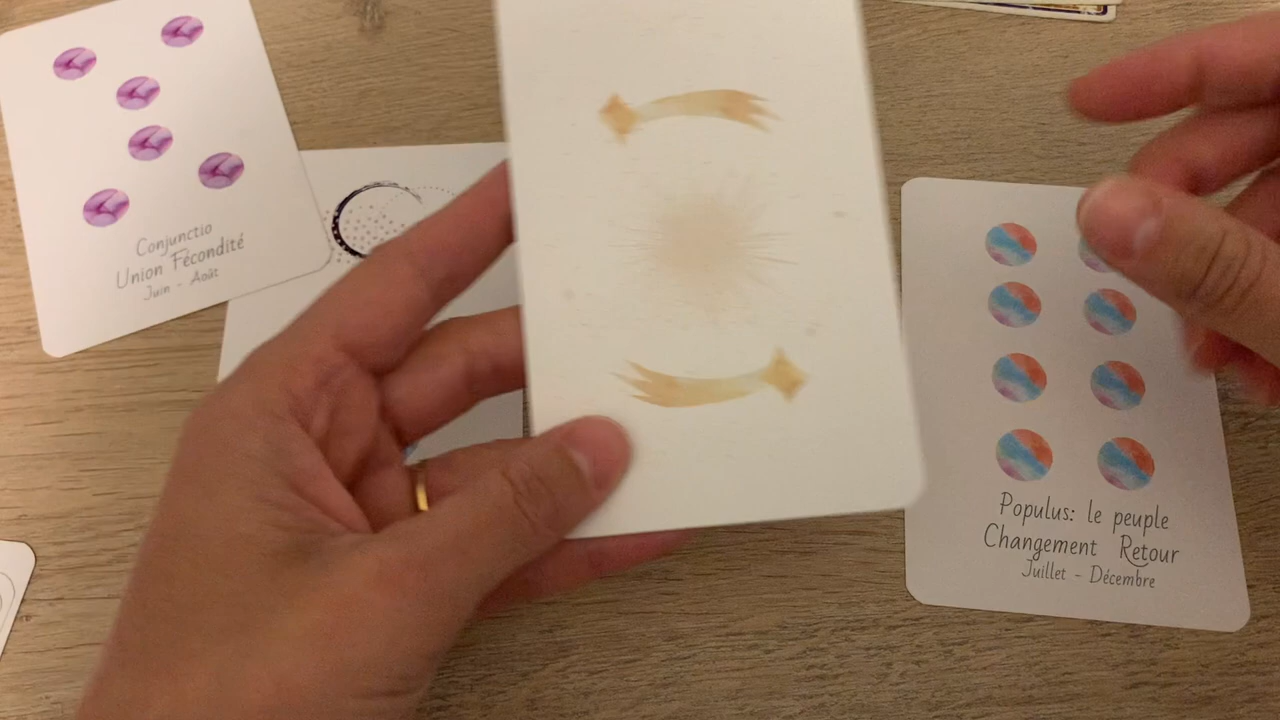 Conjunctio
Union Fécondité
Juin - Août
Populus: le peuple
Changement Retour
Juillet - Décembre